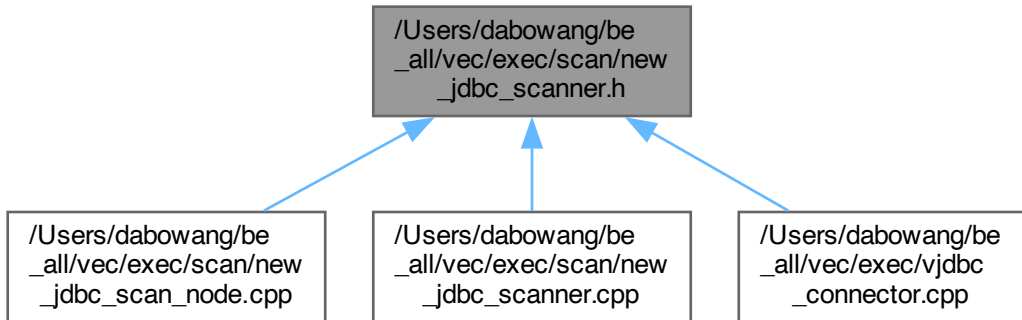 /Users/dabowang/be
_all/vec/exec/scan/new
_jdbc_scanner.h
/Users/dabowang/be
_all/vec/exec/scan/new
_jdbc_scan_node.cpp
/Users/dabowang/be
_all/vec/exec/scan/new
_jdbc_scanner.cpp
/Users/dabowang/be
_all/vec/exec/vjdbc
_connector.cpp